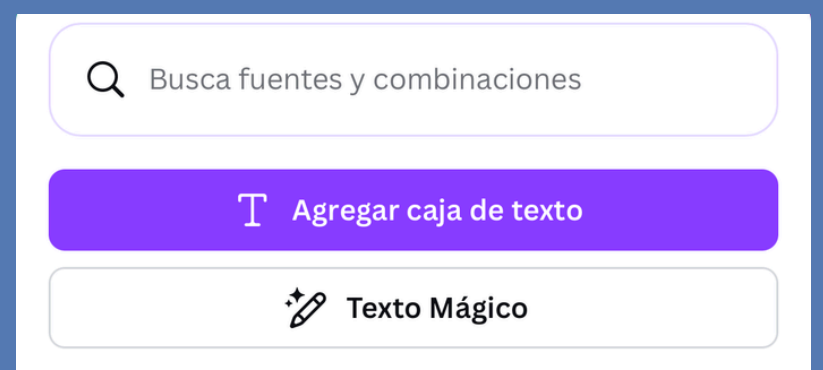 Busca fuentes y combinaciones
Agregar caja de texto
Texto Mágico